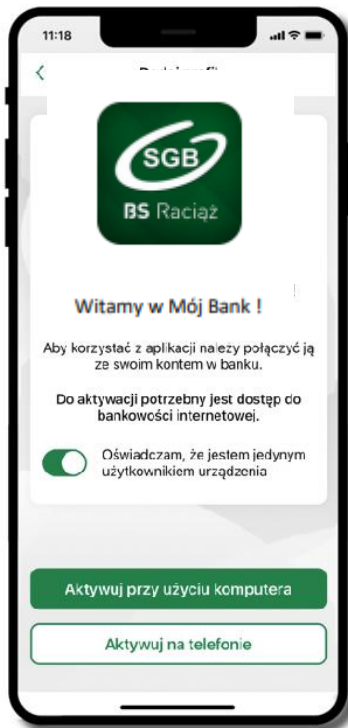 11:18
SGB
BS Raciąż
Witamy w Mój Bank !
Aby korzystać z aplikacji należy połączyć ją
ze swoim kontem w banku.
Do aktywacji potrzebny jest dostęp do
bankowości internetowej.
Oświadczam, że jestem jedynym
użytkownikiem urządzenia
Aktywuj przy użyciu komputera
Aktywuj na telefonie